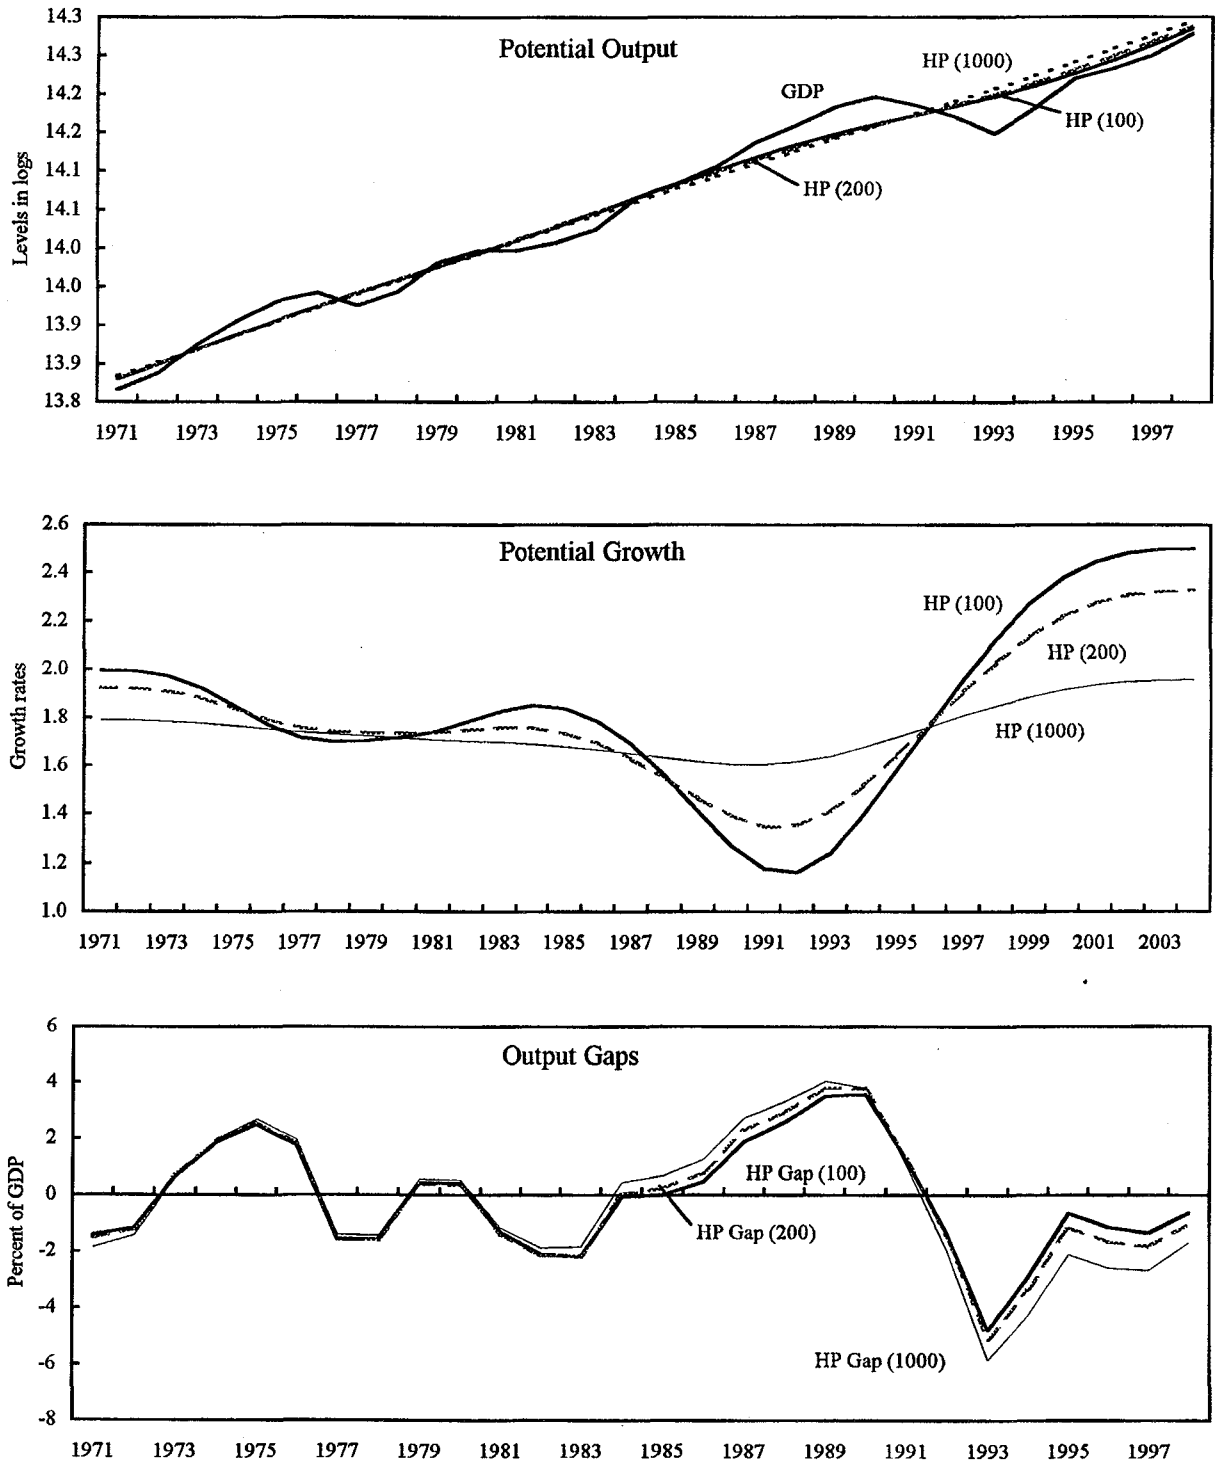 Potential Output
Levels in logs
14.3
14.3
14.2
14.2
14.1
14.1
14.0
14.0
13.9
13.9
13.8
HP (1000)
GDP
HP (100)
HP (200)
1971 1973 1975 1977 1979 1981 1983 1985 1987 1989 1991 1993 1995 1997
Potential Growth
Growth rates
2.6
2.4
2.2
2.0
1.8
1.6
1.4
1.2
1.0
HP (100)
HP (200)
HP (1000)
1971 1973 1975 1977 1979 1981 1983 1985 1987 1989 1991 1993 1995 1997 1999 2001 2003
Output Gaps
Percent of GDP
6
4
2
0
-2
-4
-6
-8
HP Gap (100)
HP Gap (200)
HP Gap (1000)
1971 1973 1975 1977 1979 1981 1983 1985 1987 1989 1991 1993 1995 1997